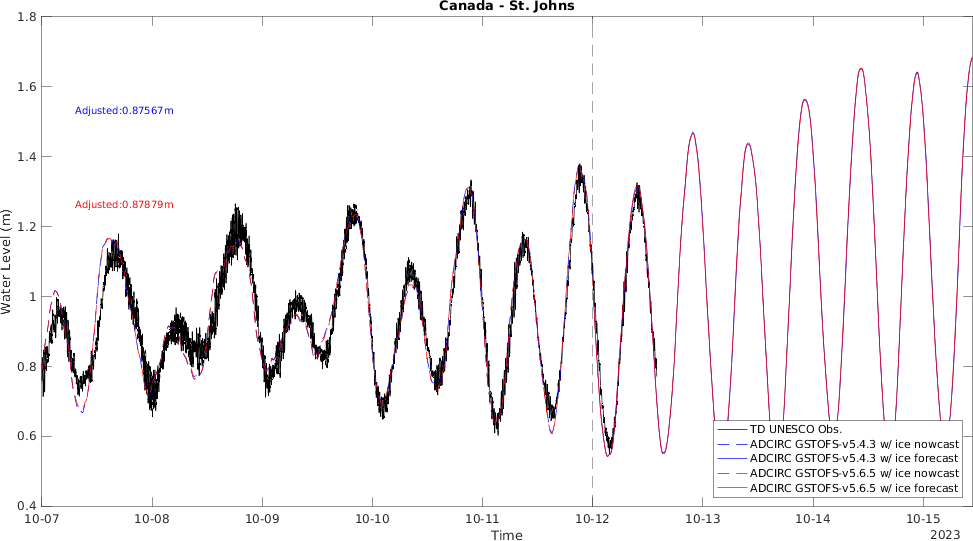 Canada - St. Johns
1.8
1.6
1.4
1.2
1
0.8
0.6
0.4
Water Level (m)
Adjusted:0.87567m
Adjusted:0.87879m
TD UNESCO Obs.
ADCIRC GSTOFS-v5.4.3 w/ ice nowcast
ADCIRC GSTOFS-v5.4.3 w/ ice forecast
ADCIRC GSTOFS-v5.6.5 w/ ice nowcast
ADCIRC GSTOFS-v5.6.5 w/ ice forecast
10-07 10-08 10-09 10-10 10-11 10-12 10-13 10-14 10-15
Time
2023